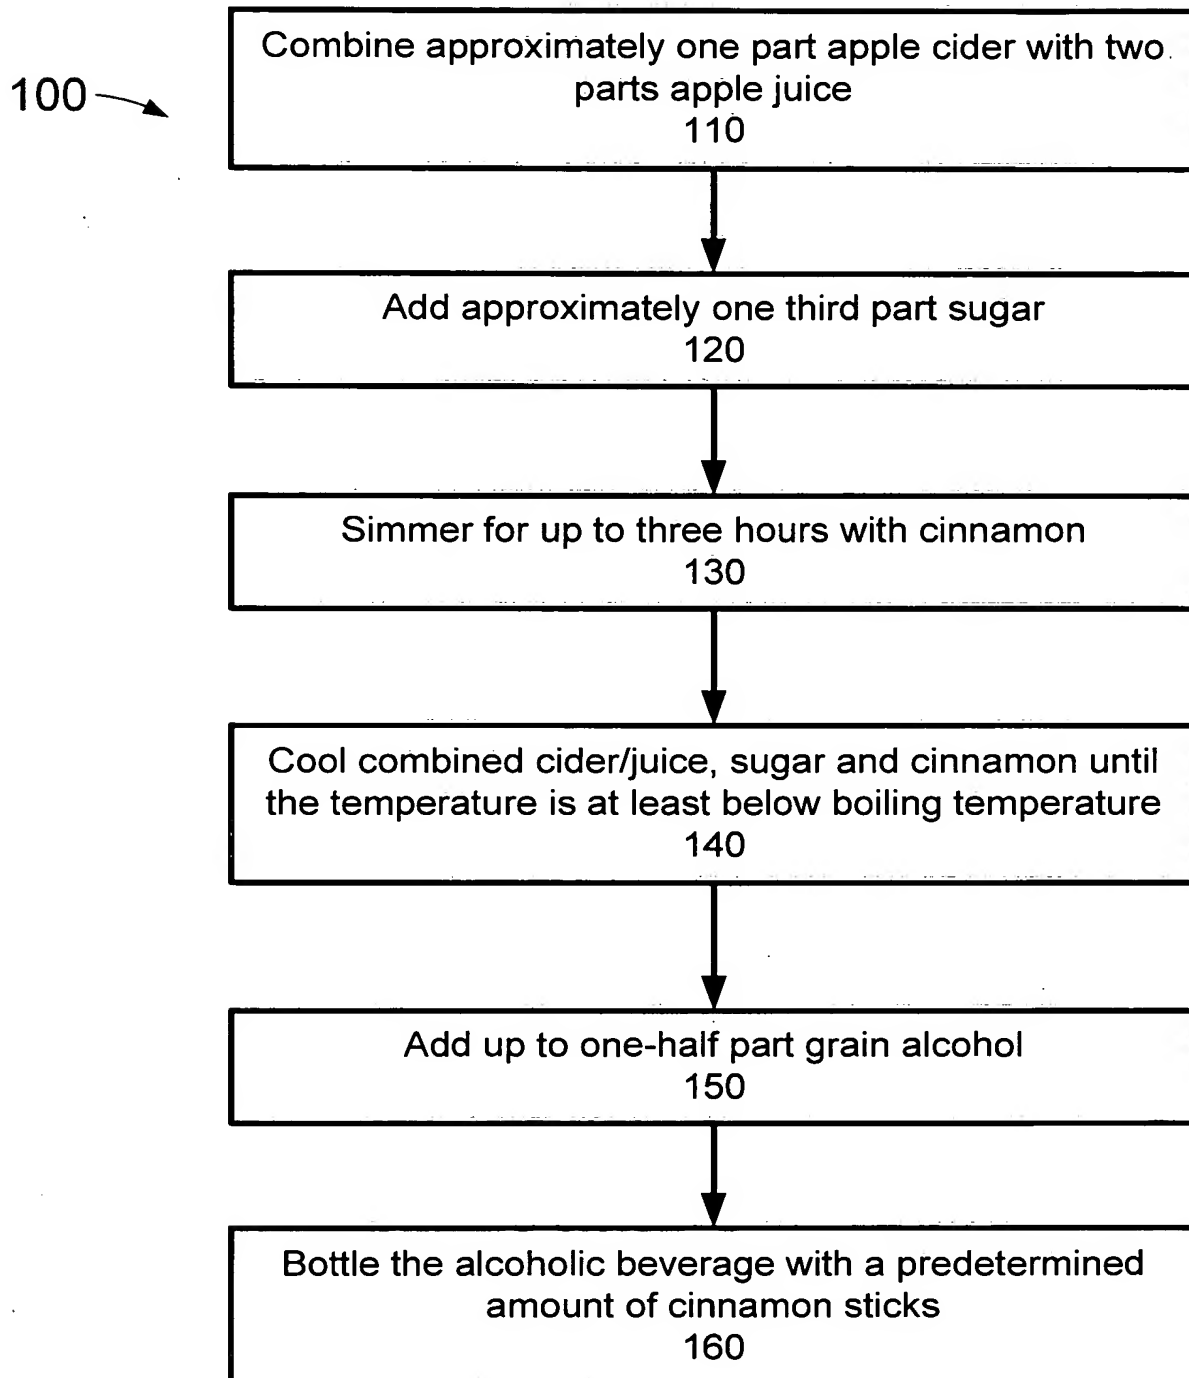 Combine approximately one part apple cider with two
parts apple juice
110
100
Add approximately one third part sugar
120
Simmer for up to three hours with cinnamon
130
Cool combined cider/juice, sugar and cinnamon until
the temperature is at least below boiling temperature
140
Add up to one-half part grain alcohol
150
Bottle the alcoholic beverage with a predetermined
amount of cinnamon sticks
160